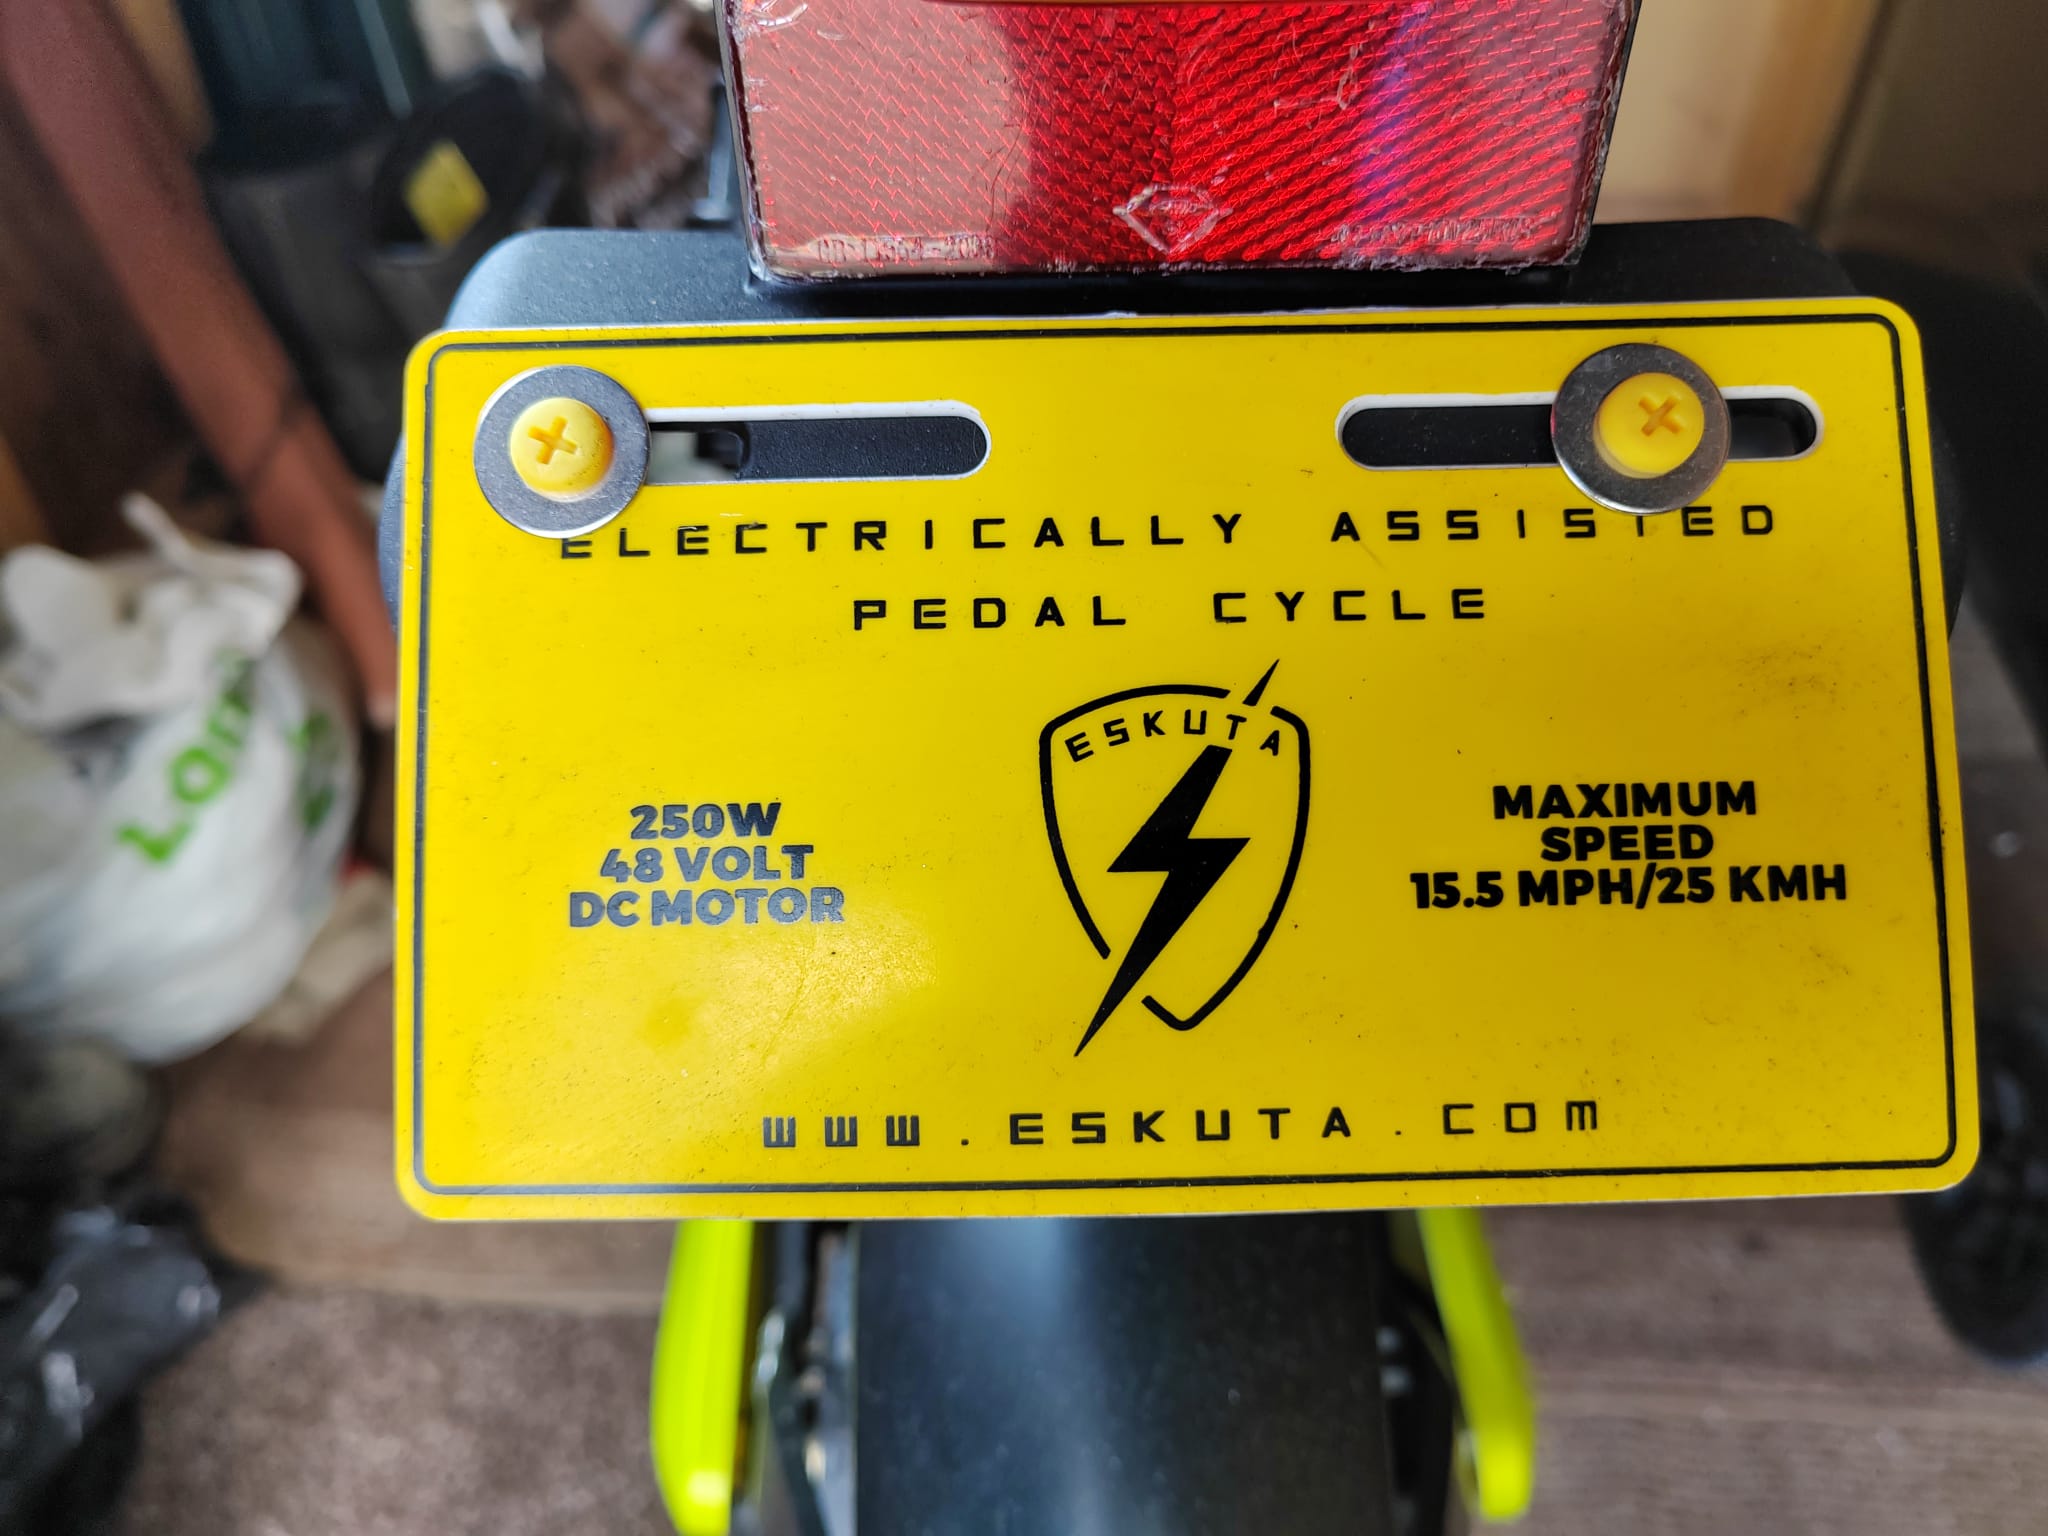 ELECTRICALLY ASSISTED
PEDAL CYCLE
ESKUTA
250W
48 VOLT
DC MOTOR
MAXIMUM
SPEED
15.5 MPH/25 KMH
www.ESKUTA.COM